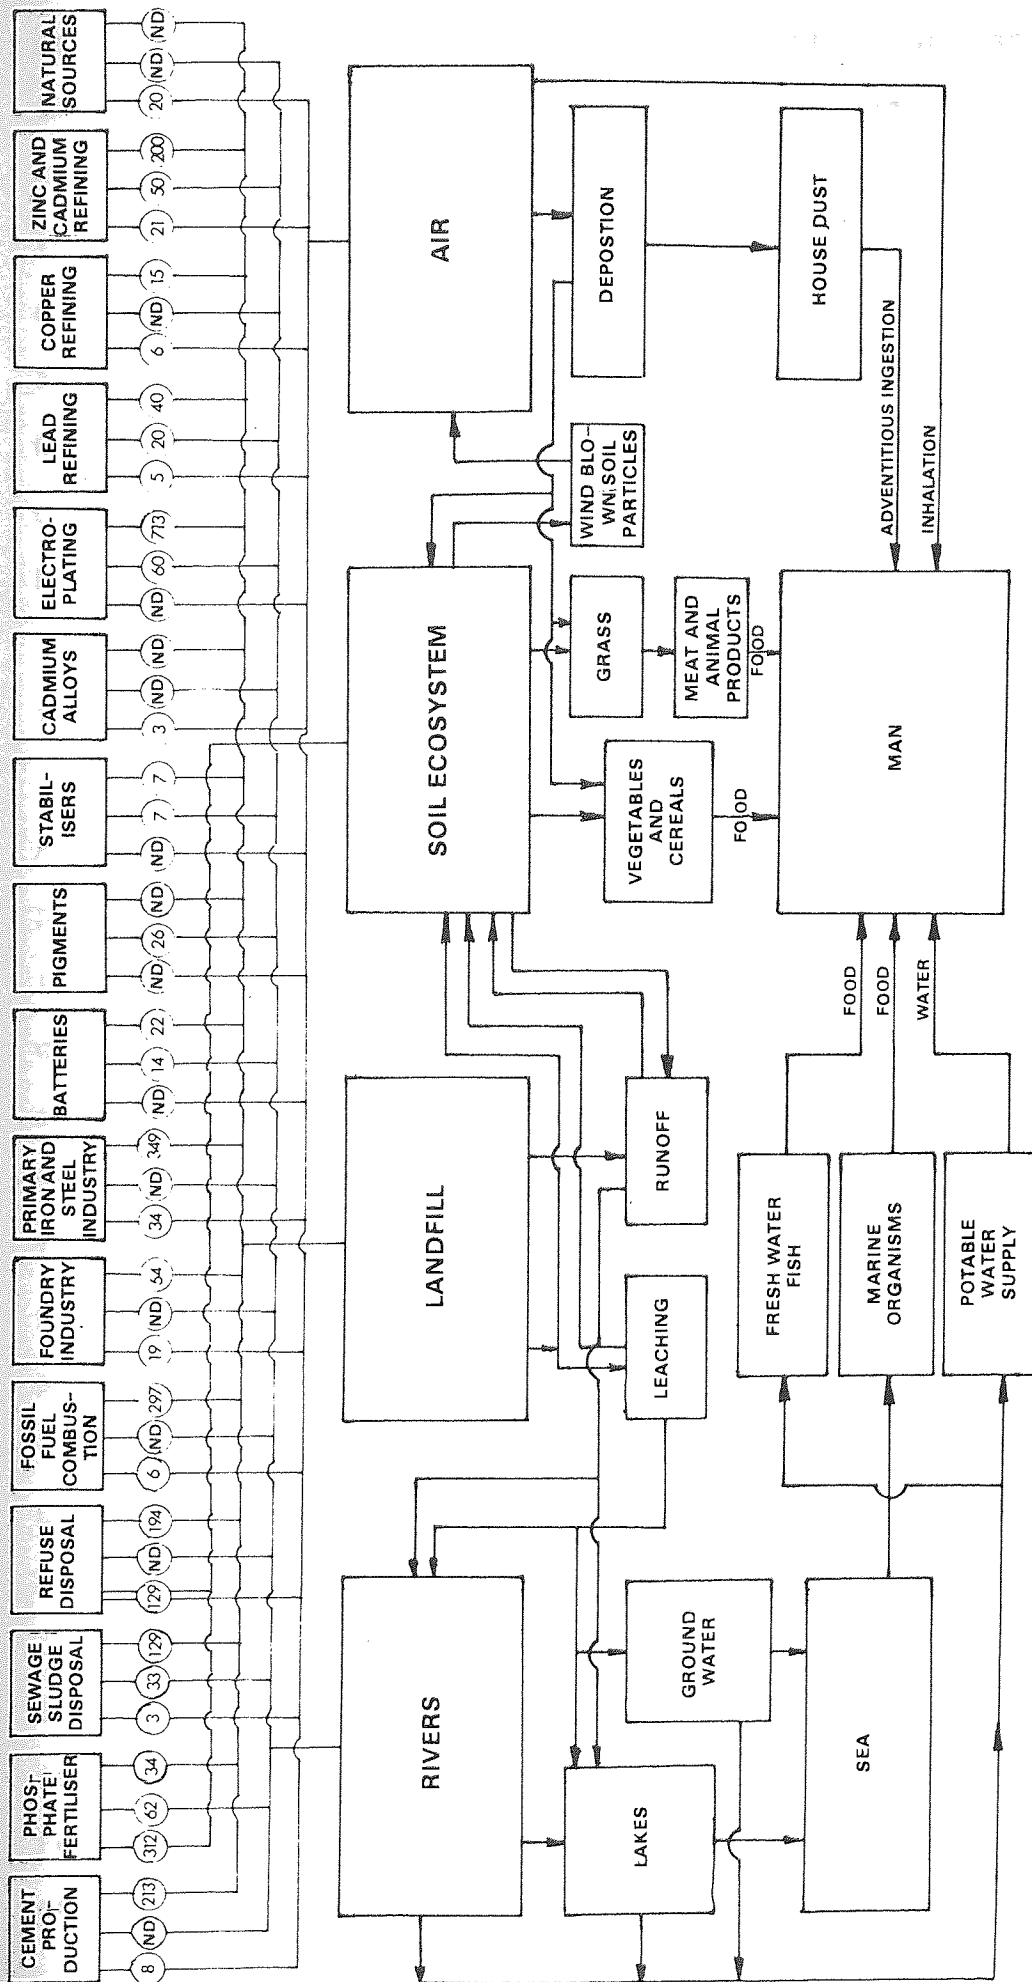 CEMENT
PRO-
DUCTION
8 ND 213
PHOS-
PHATE
FERTILISER
312 62 34
SEWAGE
SLUDGE
DISPOSAL
3 33 129
REFUSE
DISPOSAL
129 ND 194
FOSSIL
FUEL
COMBUS-
TION
6 ND 297
FOUNDRY
INDUSTRY
19 ND 54
PRIMARY
IRON AND
STEEL
INDUSTRY
34 ND 349
BATTERIES
ND 14 22
PIGMENTS
ND 26 ND
STABIL-
ISERS
ND 7 7
CADMIUM
ALLOYS
3 ND ND
ELECTRO-
PLATING
ND 60 713
LEAD
REFINING
5 20 40
COPPER
REFINING
6 ND 15
ZINC AND
CADMIUM
REFINING
21 50 200
NATURAL
SOURCES
20 ND ND
RIVERS
LANDFILL
SOIL ECOSYSTEM
AIR
LAKES
GROUND
WATER
LEACHING
RUNOFF
VEGETABLES
AND
CEREALS
GRASS
WIND BLO-
WN SOIL
PARTICLES
DEPOSTION
MEAT AND
ANIMAL
PRODUCTS
FOOD
FOOD
SEA
FRESH WATER
FISH
MARINE
ORGANISMS
POTABLE
WATER
SUPPLY
FOOD
FOOD
WATER
MAN
HOUSE DUST
ADVENTITIOUS INGESTION
INHALATION